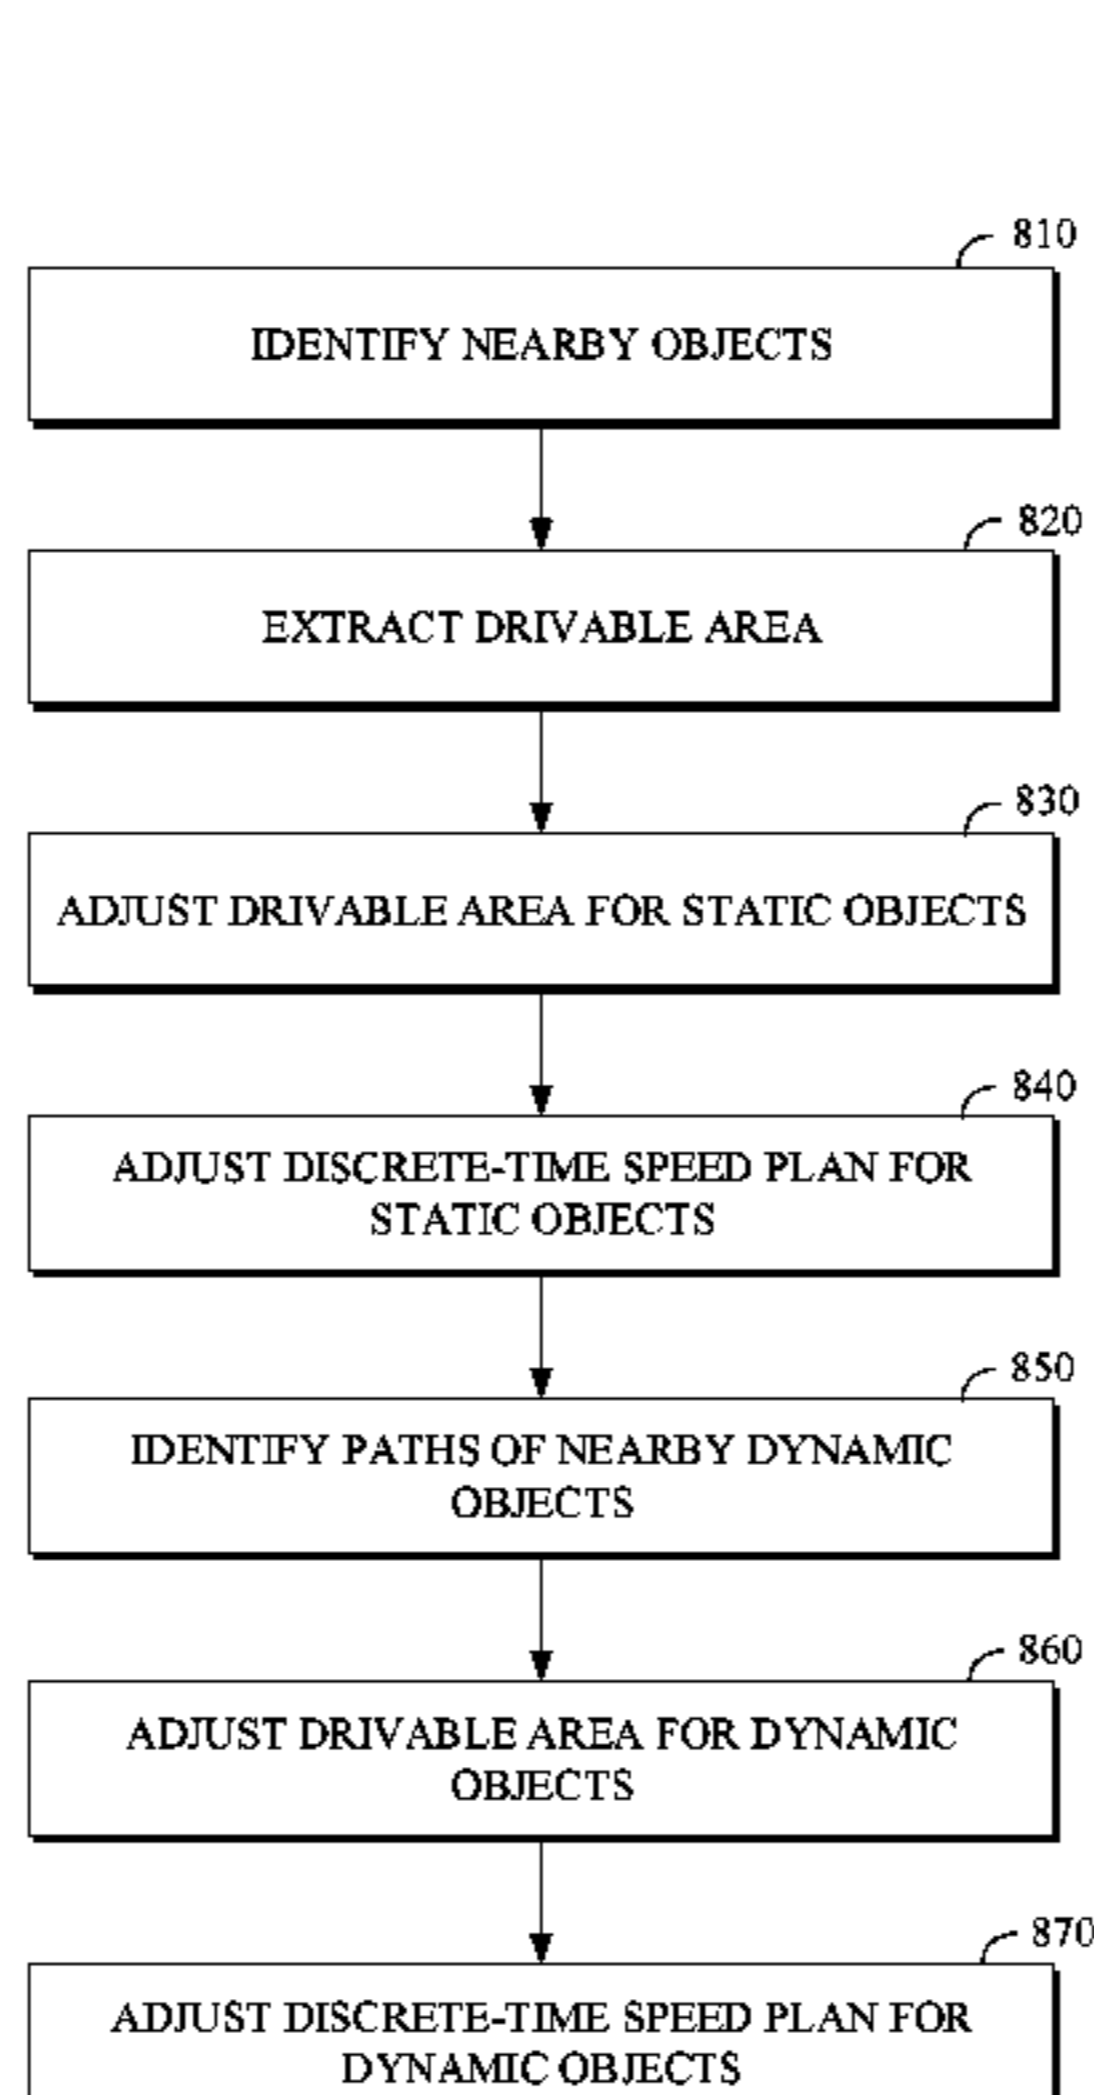 810
IDENTIFY NEARBY OBJECTS
820
EXTRACT DRIVABLE AREA
830
ADJUST DRIVABLE AREA FOR STATIC OBJECTS
840
ADJUST DISCRETE-TIME SPEED PLAN FOR
STATIC OBJECTS
850
IDENTIFY PATHS OF NEARBY DYNAMIC
OBJECTS
860
ADJUST DRIVABLE AREA FOR DYNAMIC
OBJECTS
870
ADJUST DISCRETE-TIME SPEED PLAN FOR
DYNAMIC OBJECTS